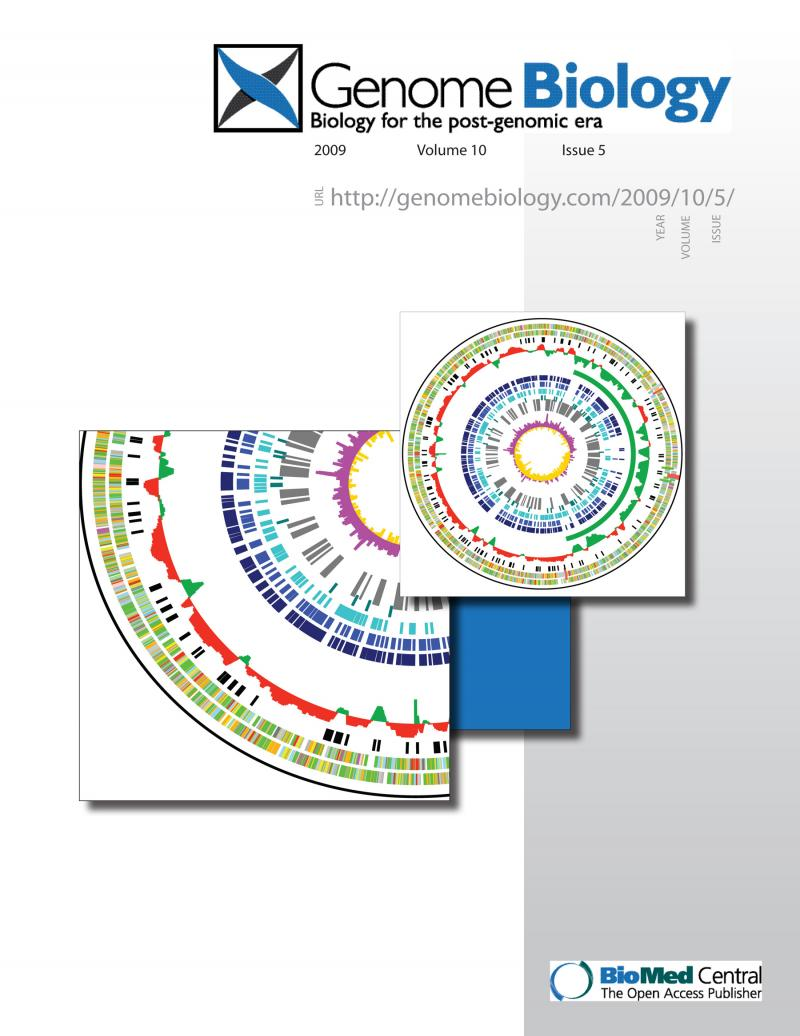 Genome Biology
Biology for the post-genomic era
2009 Volume 10 Issue 5
URL http://genomebiology.com/2009/10/5/
YEAR VOLUME ISSUE
BioMed Central
The Open Access Publisher